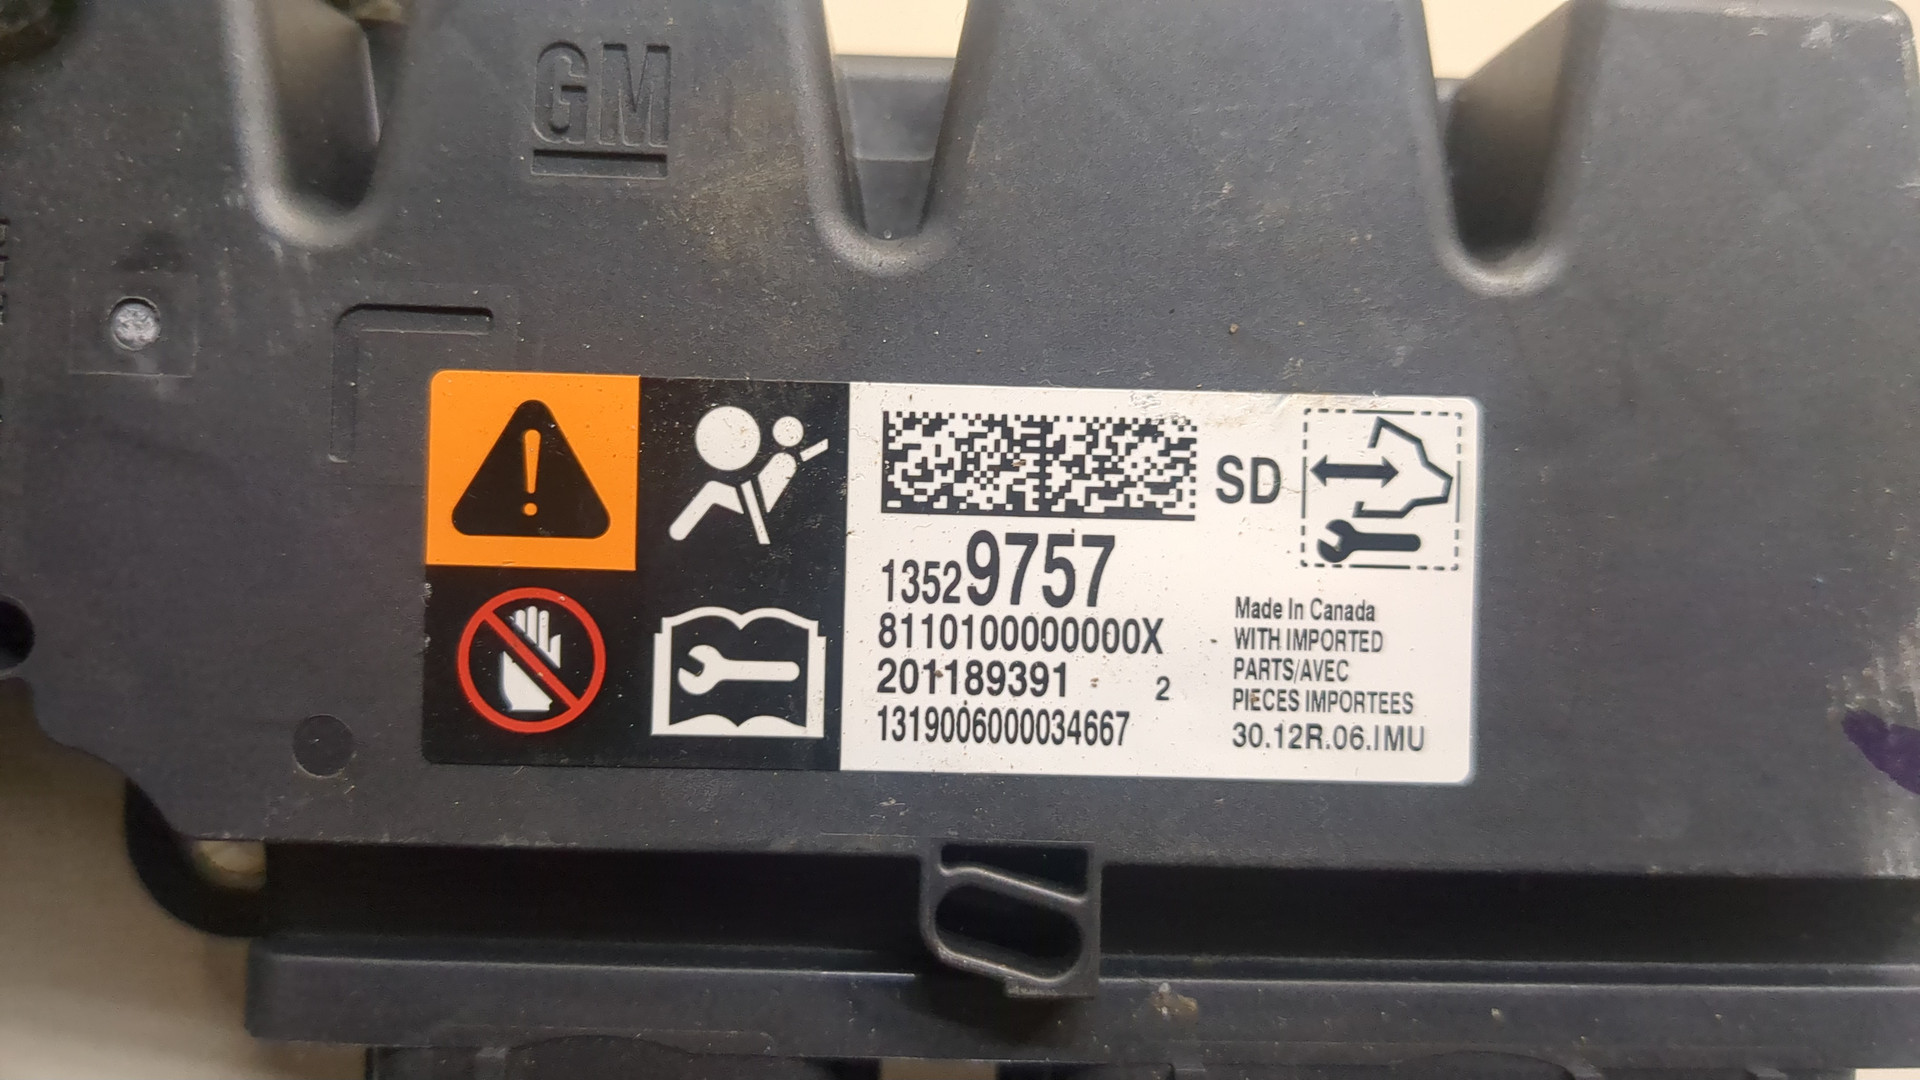 GM
SD
13529757
8110100000000X
201189391 2
1319006000034667
Made In Canada
WITH IMPORTED
PARTS/AVEC
PIECES IMPORTEES
30.12R.06.IMU